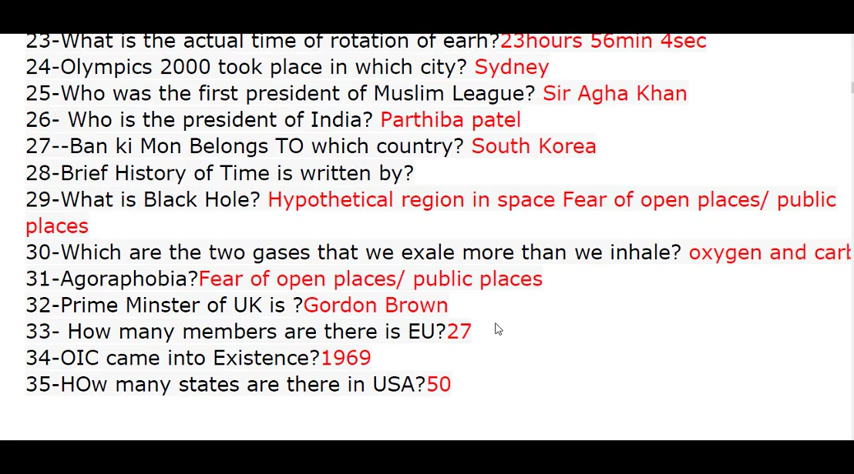 23-What is the actual time of rotation of earh?23hours 56min 4sec
24-Olympics 2000 took place in which city? Sydney
25-Who was the first president of Muslim League? Sir Agha Khan
26- Who is the president of India? Parthiba patel
27--Ban ki Mon Belongs TO which country? South Korea
28-Brief History of Time is written by?
29-What is Black Hole? Hypothetical region in space Fear of open places/ public
places
30-Which are the two gases that we exale more than we inhale? oxygen and carb
31-Agoraphobia?Fear of open places/ public places
32-Prime Minster of UK is ?Gordon Brown
33- How many members are there is EU?27
34-OIC came into Existence?1969
35-HOw many states are there in USA?50